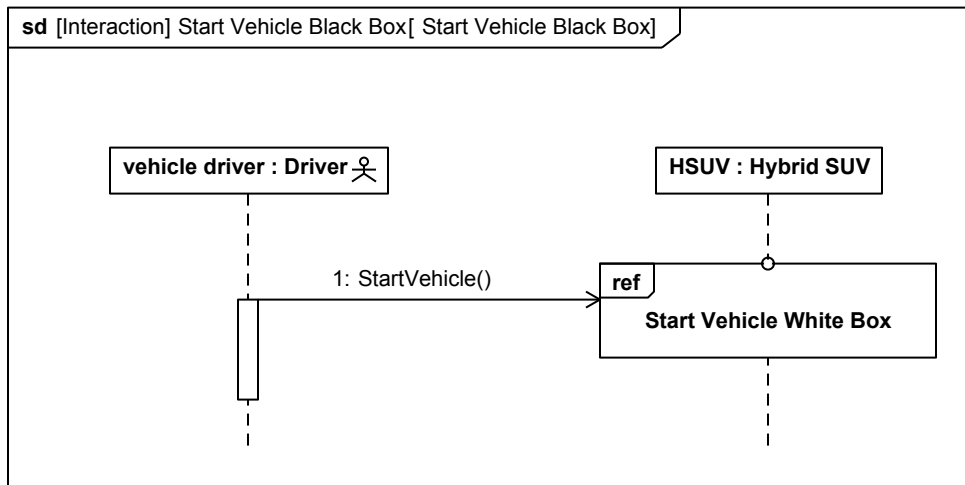 sd [Interaction] Start Vehicle Black Box[ Start Vehicle Black Box]
vehicle driver : Driver
HSUV : Hybrid SUV
1: StartVehicle()
ref
Start Vehicle White Box